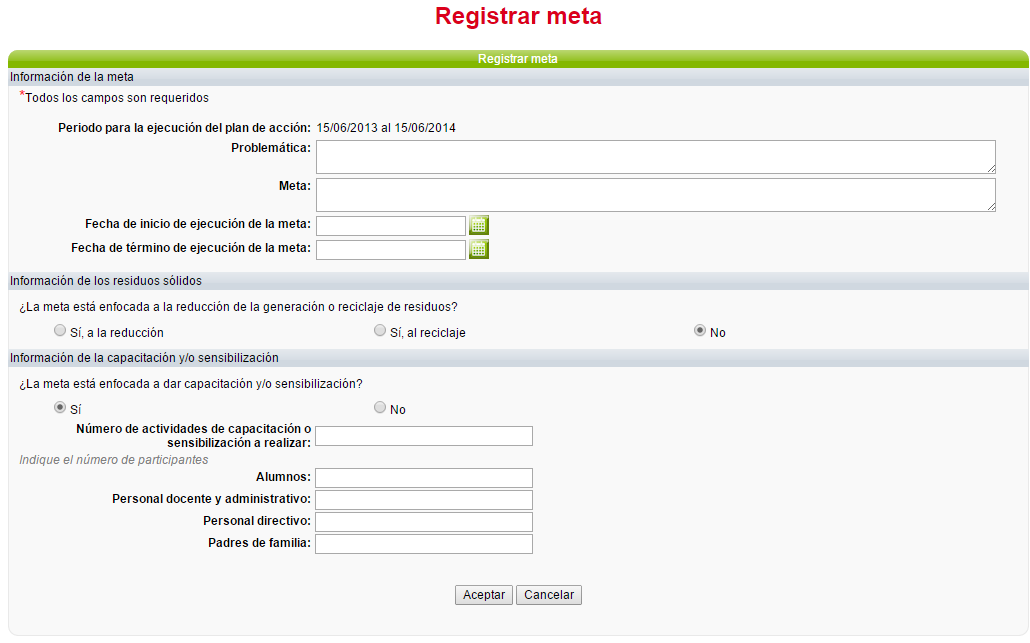 Registrar meta
Registrar meta
Información de la meta
*Todos los campos son requeridos
Periodo para la ejecución del plan de acción: 15/06/2013 al 15/06/2014
Problemática:
Meta:
Fecha de inicio de ejecución de la meta:
Fecha de término de ejecución de la meta:
Información de los residuos sólidos
¿La meta está enfocada a la reducción de la generación o reciclaje de residuos?
Sí, a la reducción Sí, al reciclaje No
Información de la capacitación y/o sensibilización
¿La meta está enfocada a dar capacitación y/o sensibilización?
Sí No
Número de actividades de capacitación o
sensibilización a realizar:
Indique el número de participantes
Alumnos:
Personal docente y administrativo:
Personal directivo:
Padres de familia:
Aceptar Cancelar